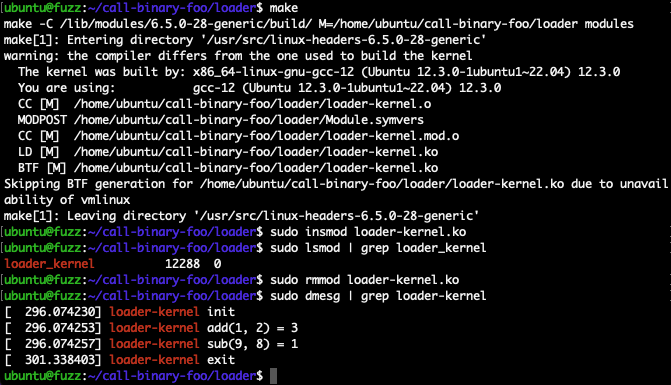 [ubuntu@fuzz:~/call-binary-foo/loader$ make
make -C /lib/modules/6.5.0-28-generic/build/ M=/home/ubuntu/call-binary-foo/loader modules
make[1]: Entering directory '/usr/src/linux-headers-6.5.0-28-generic'
warning: the compiler differs from the one used to build the kernel
  The kernel was built by: x86_64-linux-gnu-gcc-12 (Ubuntu 12.3.0-1ubuntu1~22.04) 12.3.0
  You are using:           gcc-12 (Ubuntu 12.3.0-1ubuntu1~22.04) 12.3.0
  CC [M]  /home/ubuntu/call-binary-foo/loader/loader-kernel.o
  MODPOST /home/ubuntu/call-binary-foo/loader/Module.symvers
  CC [M]  /home/ubuntu/call-binary-foo/loader/loader-kernel.mod.o
  LD [M]  /home/ubuntu/call-binary-foo/loader/loader-kernel.ko
  BTF [M] /home/ubuntu/call-binary-foo/loader/loader-kernel.ko
Skipping BTF generation for /home/ubuntu/call-binary-foo/loader/loader-kernel.ko due to unavail
ability of vmlinux
make[1]: Leaving directory '/usr/src/linux-headers-6.5.0-28-generic'
[ubuntu@fuzz:~/call-binary-foo/loader$ sudo insmod loader-kernel.ko
[ubuntu@fuzz:~/call-binary-foo/loader$ sudo lsmod | grep loader_kernel
loader_kernel          12288  0
[ubuntu@fuzz:~/call-binary-foo/loader$ sudo rmmod loader-kernel.ko
[ubuntu@fuzz:~/call-binary-foo/loader$ sudo dmesg | grep loader-kernel
[  296.074230] loader-kernel init
[  296.074253] loader-kernel add(1, 2) = 3
[  296.074257] loader-kernel sub(9, 8) = 1
[  301.338403] loader-kernel exit
ubuntu@fuzz:~/call-binary-foo/loader$